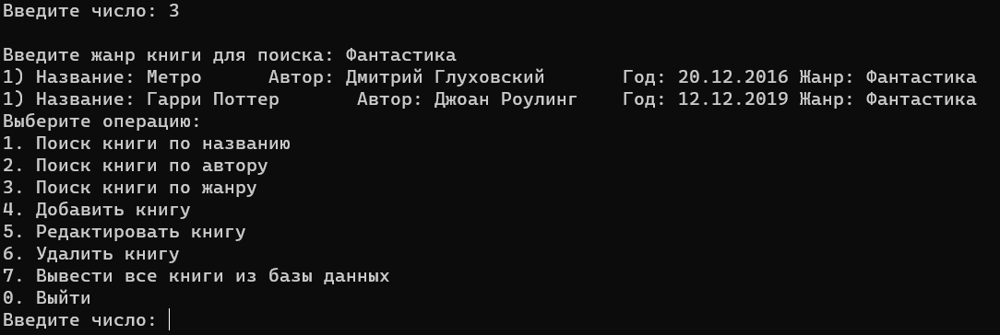 Введите число: 3
Введите жанр книги для поиска: Фантастика
1) Название: Метро Автор: Дмитрий Глуховский Год: 20.12.2016 Жанр: Фантастика
1) Название: Гарри Поттер Автор: Джоан Роулинг Год: 12.12.2019 Жанр: Фантастика
Выберите операцию:
1. Поиск книги по названию
2. Поиск книги по автору
3. Поиск книги по жанру
4. Добавить книгу
5. Редактировать книгу
6. Удалить книгу
7. Вывести все книги из базы данных
0. Выйти
Введите число: